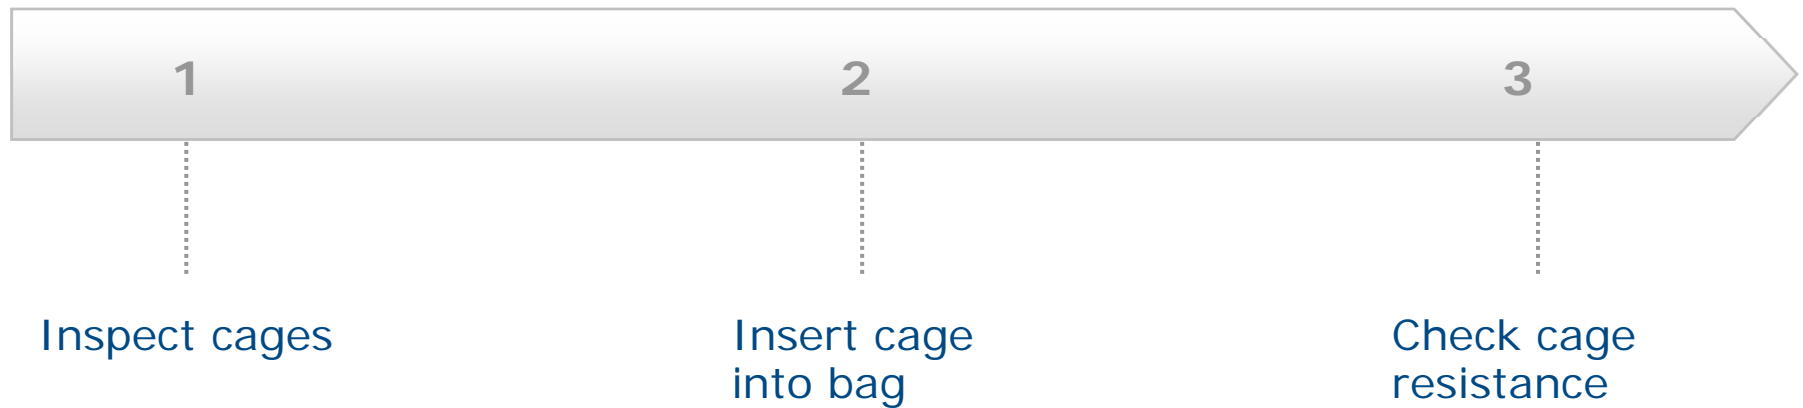 1 2 3
Inspect cages
Insert cage
into bag
Check cage
resistance